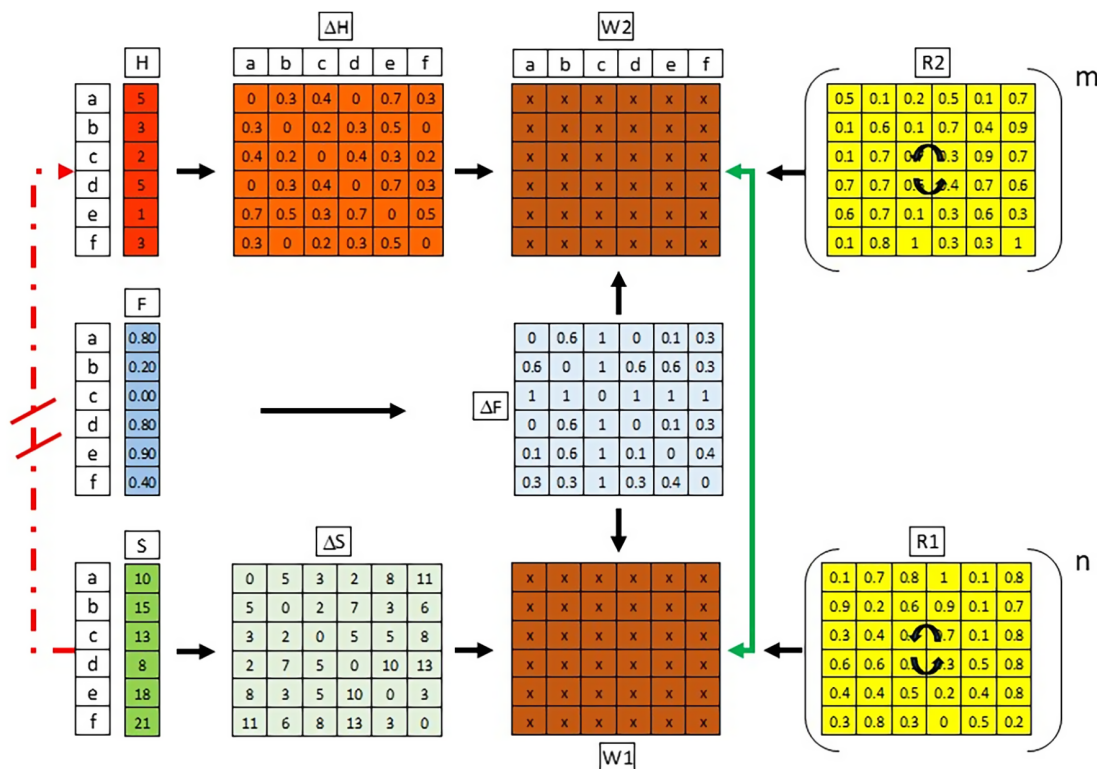 ΔH W2
H R2 m
a b c d e f a b c d e f
a 5 0 0.3 0.4 0 0.7 0.3 x x x x x x 0.5 0.1 0.2 0.5 0.1 0.7
b 3 0.3 0 0.2 0.3 0.5 0 x x x x x x 0.1 0.6 0.1 0.7 0.4 0.9
c 2 0.4 0.2 0 0.4 0.3 0.2 x x x x x x 0.1 0.7 0.3 0.9 0.7
d 5 0 0.3 0.4 0 0.7 0.3 x x x x x x 0.7 0.7 0.4 0.7 0.6
e 1 0.7 0.5 0.3 0.7 0 0.5 x x x x x x 0.6 0.7 0.1 0.3 0.6 0.3
f 3 0.3 0 0.2 0.3 0.5 0 x x x x x x 0.1 0.8 1 0.3 0.3 1
F
a 0.80 0 0.6 1 0 0.1 0.3
b 0.20 0.6 0 1 0.6 0.6 0.3
c 0.00 1 1 0 1 1 1
ΔF
d 0.80 0 0.6 1 0 0.1 0.3
e 0.90 0.1 0.6 1 0.1 0 0.4
f 0.40 0.3 0.3 1 0.3 0.4 0
S ΔS R1 n
a 10 0 5 3 2 8 11 x x x x x x 0.1 0.7 0.8 1 0.1 0.8
b 15 5 0 2 7 3 6 x x x x x x 0.9 0.2 0.6 0.9 0.1 0.7
c 13 3 2 0 5 5 8 x x x x x x 0.3 0.4 0.7 0.1 0.8
d 8 2 7 5 0 10 13 x x x x x x 0.6 0.6 0.3 0.5 0.8
e 18 8 3 5 10 0 3 x x x x x x 0.4 0.4 0.5 0.2 0.4 0.8
f 21 11 6 8 13 3 0 x x x x x x 0.3 0.8 0.3 0 0.5 0.2
W1